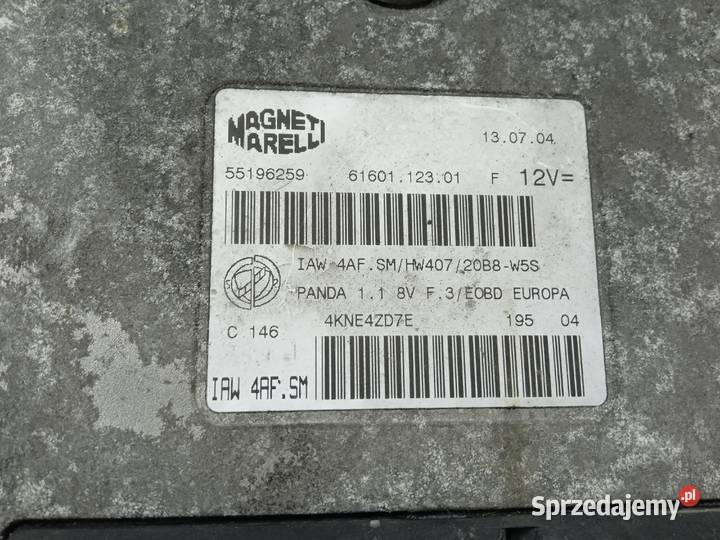 MAGNETI
MARELLI
13.07.04
55196259 61601.123.01 F 12V=
IAW 4AF.SM/HW407/20B8-W5S
PANDA 1.1 8V F.3/EOBD EUROPA
C 146 4KNE4ZD7E 195 04
IAW 4AF.SM
Sprzedajemy.pl